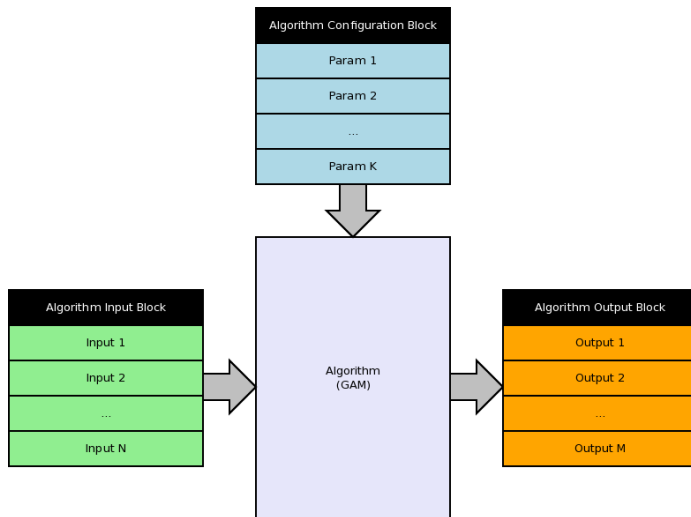 Algorithm Configuration Block
Param 1
Param 2
...
Param K
Algorithm Input Block
Input 1
Input 2
...
Input N
Algorithm
(GAM)
Algorithm Output Block
Output 1
Output 2
...
Output M